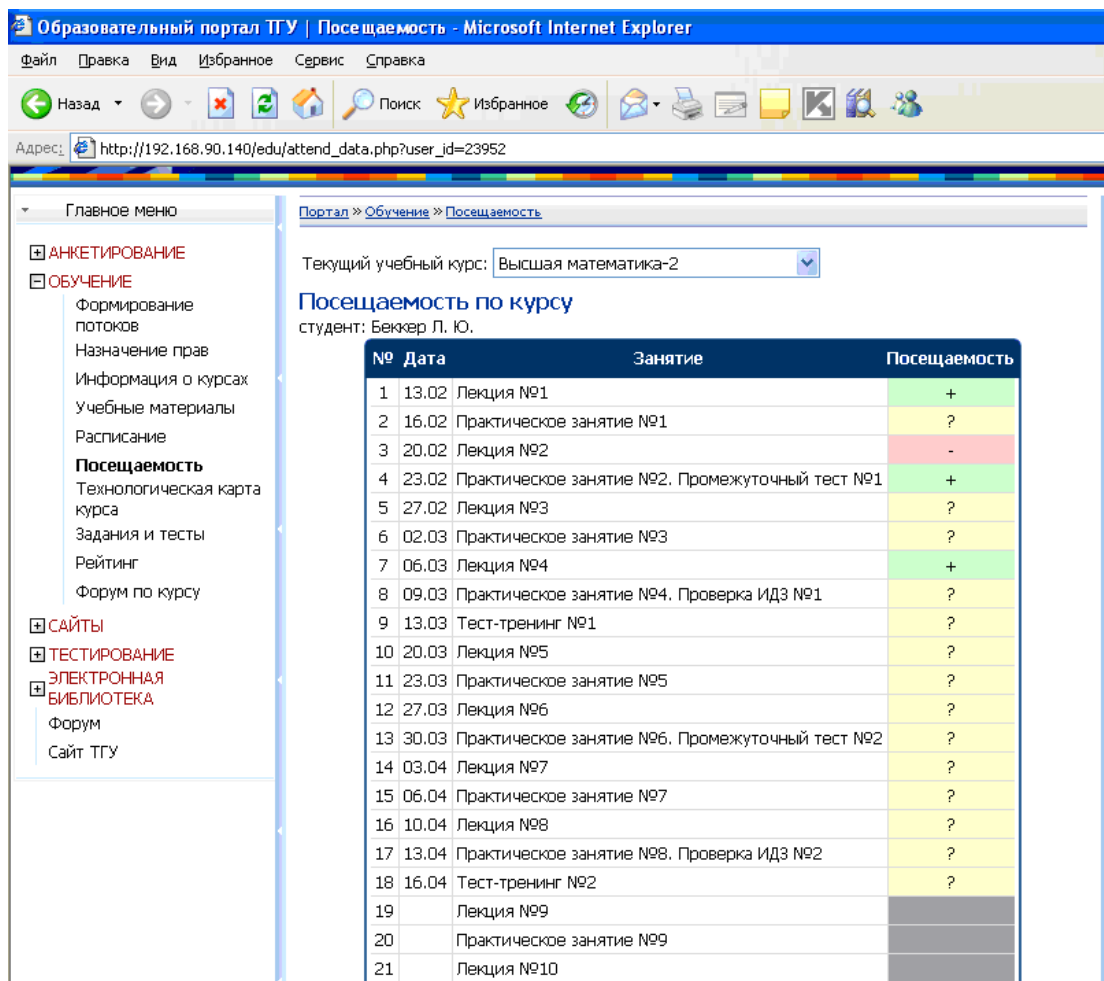 Образовательный портал ТГУ | Посещаемость - Microsoft Internet Explorer
Файл Правка Вид Избранное Сервис Справка
Назад Поиск Избранное
Адрес: http://192.168.90.140/edu/attend_data.php?user_id=23952
Главное меню
АНКЕТИРОВАНИЕ
ОБУЧЕНИЕ
Формирование
потоков
Назначение прав
Информация о курсах
Учебные материалы
Расписание
Посещаемость
Технологическая карта
курса
Задания и тесты
Рейтинг
Форум по курсу
САЙТЫ
ТЕСТИРОВАНИЕ
ЭЛЕКТРОННАЯ
БИБЛИОТЕКА
Форум
Сайт ТГУ
Портал » Обучение » Посещаемость
Текущий учебный курс: Высшая математика-2
Посещаемость по курсу
студент: Беккер Л. Ю.
№ Дата Занятие Посещаемость
1 13.02 Лекция №1 +
2 16.02 Практическое занятие №1 ?
3 20.02 Лекция №2 -
4 23.02 Практическое занятие №2. Промежуточный тест №1 +
5 27.02 Лекция №3 ?
6 02.03 Практическое занятие №3 ?
7 06.03 Лекция №4 +
8 09.03 Практическое занятие №4. Проверка ИДЗ №1 ?
9 13.03 Тест-тренинг №1 ?
10 20.03 Лекция №5 ?
11 23.03 Практическое занятие №5 ?
12 27.03 Лекция №6 ?
13 30.03 Практическое занятие №6. Промежуточный тест №2 ?
14 03.04 Лекция №7 ?
15 06.04 Практическое занятие №7 ?
16 10.04 Лекция №8 ?
17 13.04 Практическое занятие №8. Проверка ИДЗ №2 ?
18 16.04 Тест-тренинг №2 ?
19 Лекция №9
20 Практическое занятие №9
21 Лекция №10